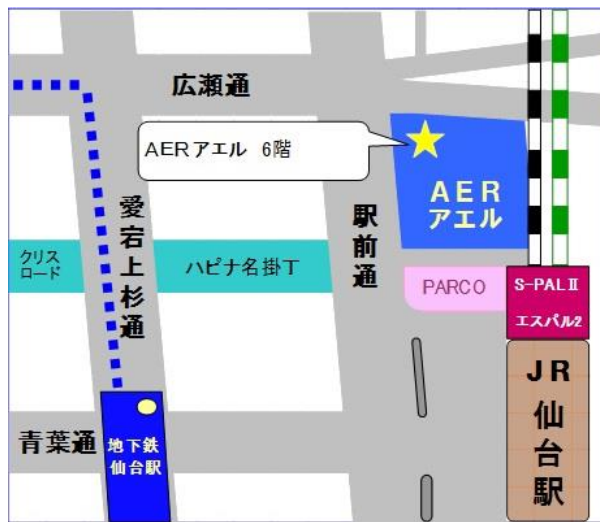 広瀬通
AERアエル 6階
AER
アエル
愛宕上杉通
駅前通
クリス
ロード
ハピナ名掛丁
PARCO
S-PALⅡ
エスパル2
JR
仙台駅
青葉通
地下鉄
仙台駅